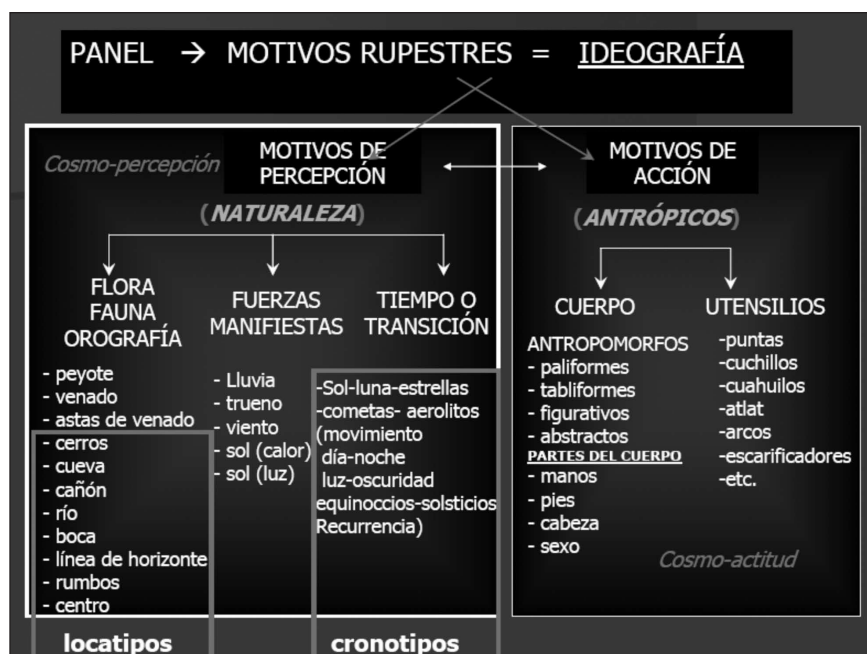 PANEL → MOTIVOS RUPESTRES = IDEOGRAFÍA
Cosmo-percepción
MOTIVOS DE
PERCEPCIÓN
(NATURALEZA)
FLORA
FAUNA
OROGRAFÍA
- peyote
- venado
- astas de venado
- cerros
- cueva
- cañón
- río
- boca
- línea de horizonte
- rumbos
- centro
locatipos
FUERZAS
MANIFIESTAS
- Lluvia
- trueno
- viento
- sol (calor)
- sol (luz)
TIEMPO O
TRANSICIÓN
-Sol-luna-estrellas
-cometas- aerolitos
(movimiento
día-noche
luz-oscuridad
equinoccios-solsticios
Recurrencia)
cronotipos
MOTIVOS DE
ACCIÓN
(ANTRÓPICOS)
CUERPO
ANTROPOMORFOS
- paliformes
- tabliformes
- figurativos
- abstractos
PARTES DEL CUERPO
- manos
- pies
- cabeza
- sexo
UTENSILIOS
-puntas
-cuchillos
-cuahuilos
-atlat
-arcos
-escarificadores
-etc.
Cosmo-actitud